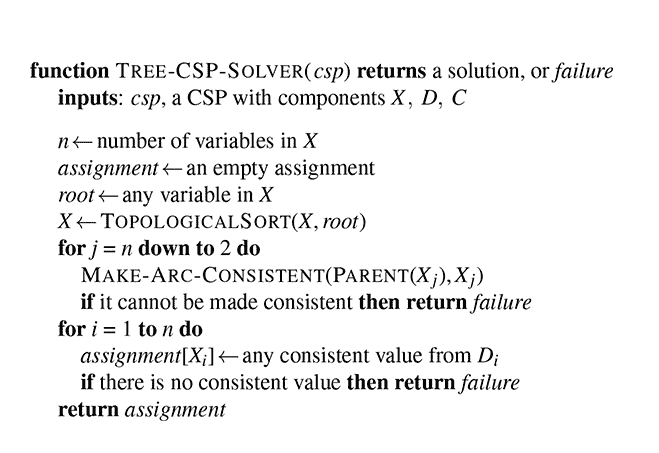 function TREE-CSP-SOLVER(csp) returns a solution, or failure
inputs: csp, a CSP with components X, D, C
n ← number of variables in X
assignment ← an empty assignment
root ← any variable in X
X ← TOPOLOGICALSORT(X, root)
for j = n down to 2 do
MAKE-ARC-CONSISTENT(PARENT(Xj), Xj)
if it cannot be made consistent then return failure
for i = 1 to n do
assignment[Xi] ← any consistent value from Di
if there is no consistent value then return failure
return assignment